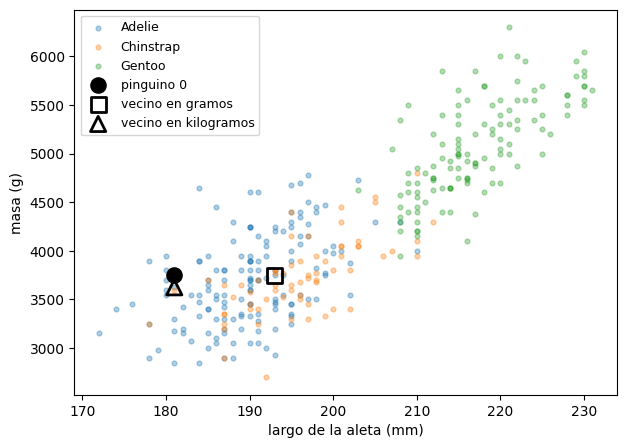 Adelie
Chinstrap
Gentoo
pinguino 0
vecino en gramos
vecino en kilogramos
masa (g)
6000
5500
5000
4500
4000
3500
3000
170 180 190 200 210 220 230
largo de la aleta (mm)